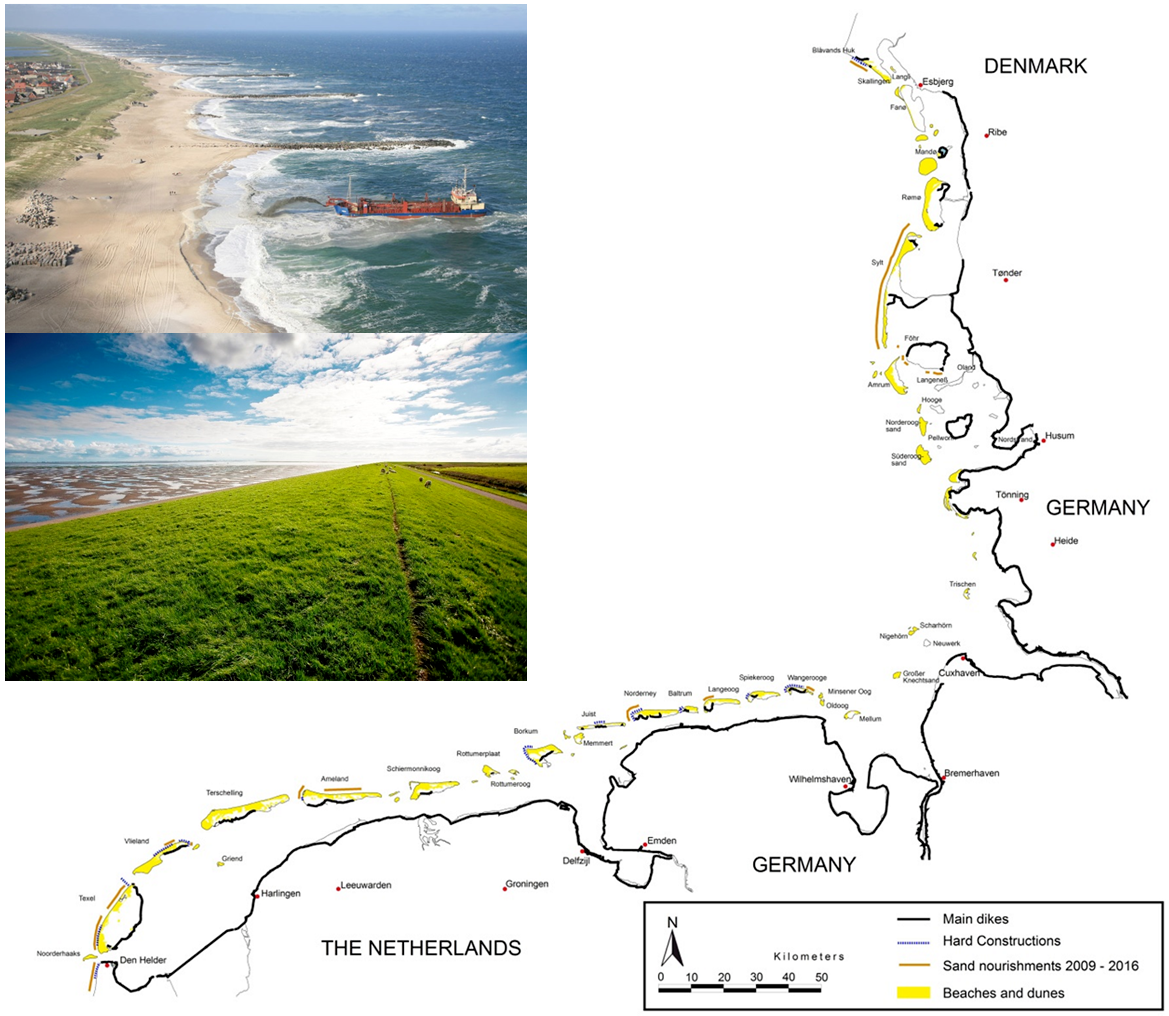 DENMARK
Blåvands Huk
Skallingen
Langli
Esbjerg
Fanø
Ribe
Mandø
Rømø
Sylt
Tønder
Föhr
Oland
Amrum
Langeneß
Hooge
Norderoog-
sand
Pellworm
Nordstrand
Husum
Süderoog-
sand
Tönning
GERMANY
Heide
Trischen
Scharhörn
Nigehörn
Neuwerk
Großer
Knechtsand
Cuxhaven
Spiekeroog
Wangerooge
Norderney
Baltrum
Langeoog
Minsener Oog
Oldoog
Mellum
Juist
Memmert
Borkum
Rottumerplaat
Rottumeroog
Schiermonnikoog
Ameland
Terschelling
Wilhelmshaven
Bremerhaven
Vlieland
Griend
Emden
Delfzijl
GERMANY
Texel
Harlingen
Leeuwarden
Groningen
THE NETHERLANDS
Noorderhaaks
Den Helder
N
Kilometers
0 10 20 30 40 50
Main dikes
Hard Constructions
Sand nourishments 2009 - 2016
Beaches and dunes